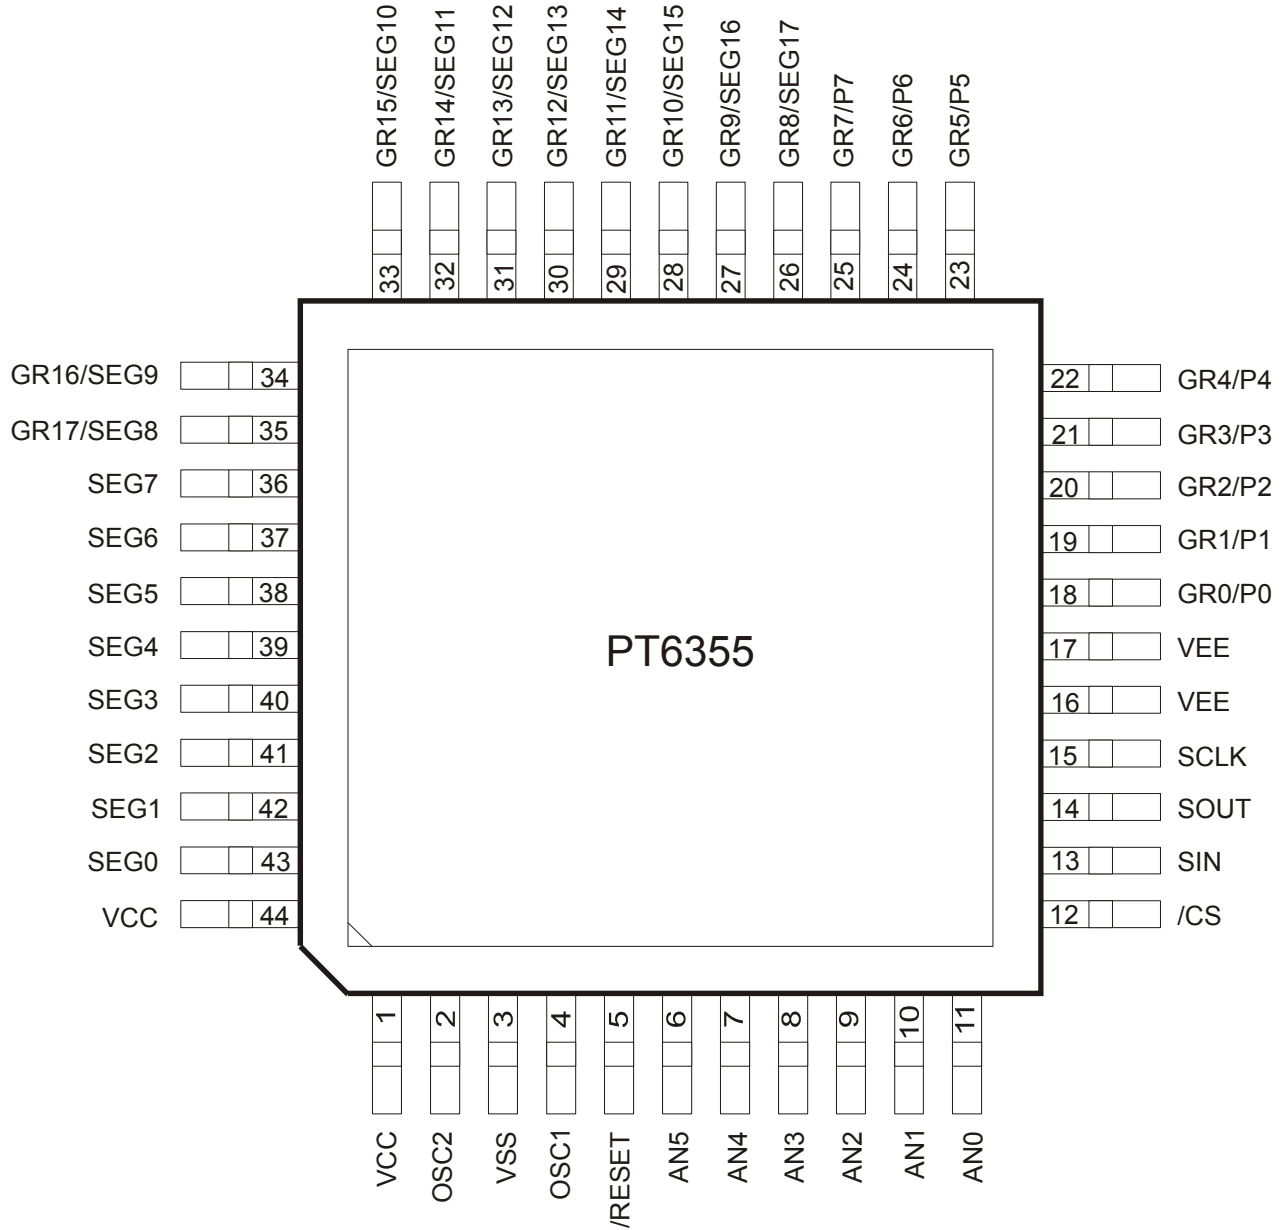 GR15/SEG10
GR14/SEG11
GR13/SEG12
GR12/SEG13
GR11/SEG14
GR10/SEG15
GR9/SEG16
GR8/SEG17
GR7/P7
GR6/P6
GR5/P5
33
32
31
30
29
28
27
26
25
24
23
GR16/SEG9 34
GR17/SEG8 35
SEG7 36
SEG6 37
SEG5 38
SEG4 39
SEG3 40
SEG2 41
SEG1 42
SEG0 43
VCC 44
PT6355
22 GR4/P4
21 GR3/P3
20 GR2/P2
19 GR1/P1
18 GR0/P0
17 VEE
16 VEE
15 SCLK
14 SOUT
13 SIN
12 /CS
1
2
3
4
5
6
7
8
9
10
11
VCC
OSC2
VSS
OSC1
/RESET
AN5
AN4
AN3
AN2
AN1
AN0